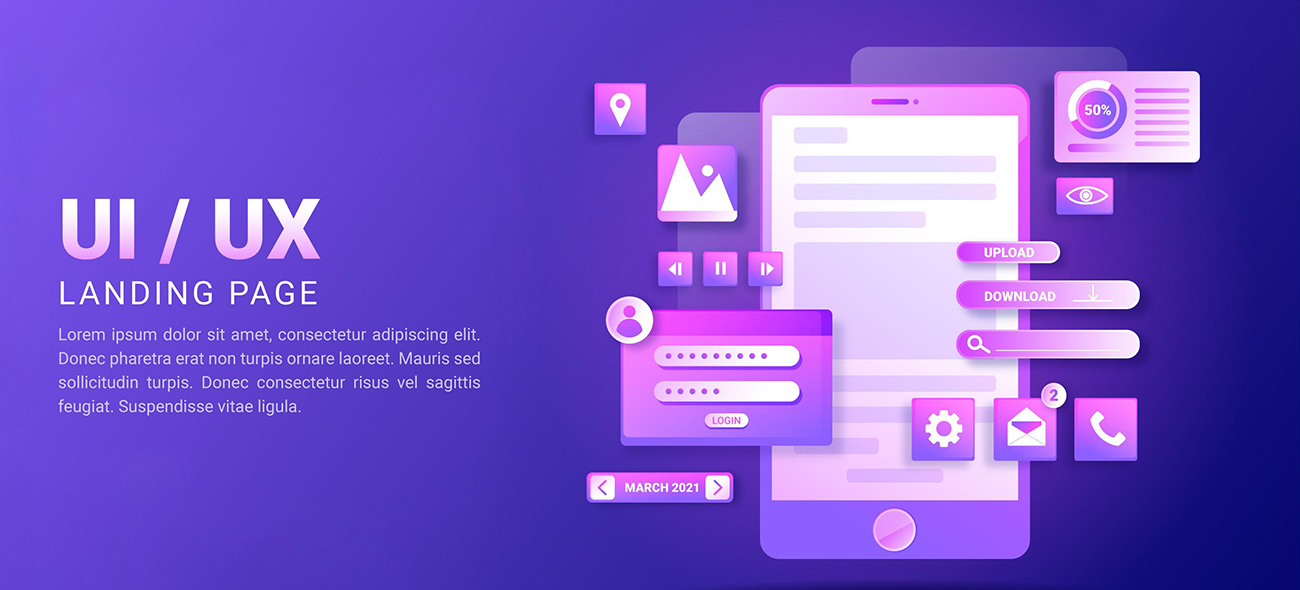 UI / UX
LANDING PAGE
Lorem ipsum dolor sit amet, consectetur adipiscing elit.
Donec pharetra erat non turpis ornare laoreet. Mauris sed
sollicitudin turpis. Donec consectetur risus vel sagittis
feugiat. Suspendisse vitae ligula.
50%
UPLOAD
DOWNLOAD
LOGIN
2
MARCH 2021